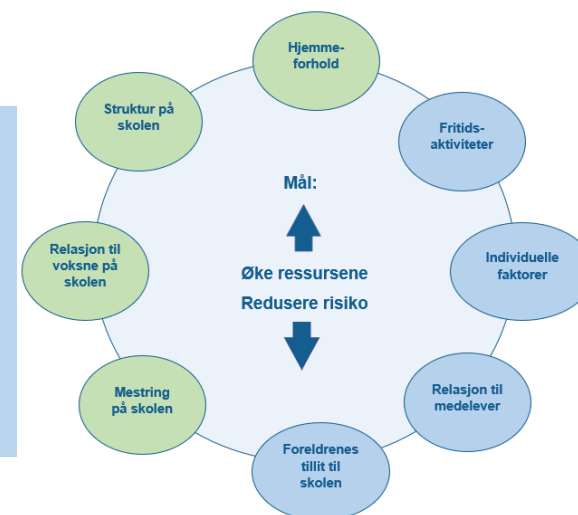 Hjemme-
forhold
Fritids-
aktiviteter
Individuelle
faktorer
Relasjon til
medelever
Foreldrenes
tillit til
skolen
Mestring
på skolen
Relasjon til
voksne på
skolen
Struktur på
skolen
Mål:
Øke ressursene
Redusere risiko